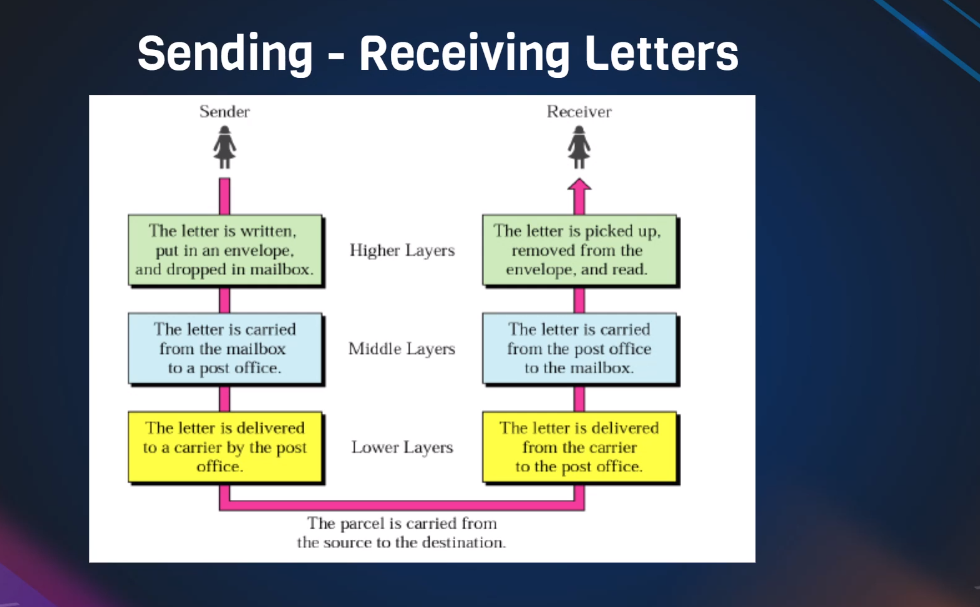 Sending - Receiving Letters
Sender
Receiver
The letter is written,
put in an envelope,
and dropped in mailbox.
Higher Layers
The letter is picked up,
removed from the
envelope, and read.
The letter is carried
from the mailbox
to a post office.
Middle Layers
The letter is carried
from the post office
to the mailbox.
The letter is delivered
to a carrier by the post
office.
Lower Layers
The letter is delivered
from the carrier
to the post office.
The parcel is carried from
the source to the destination.